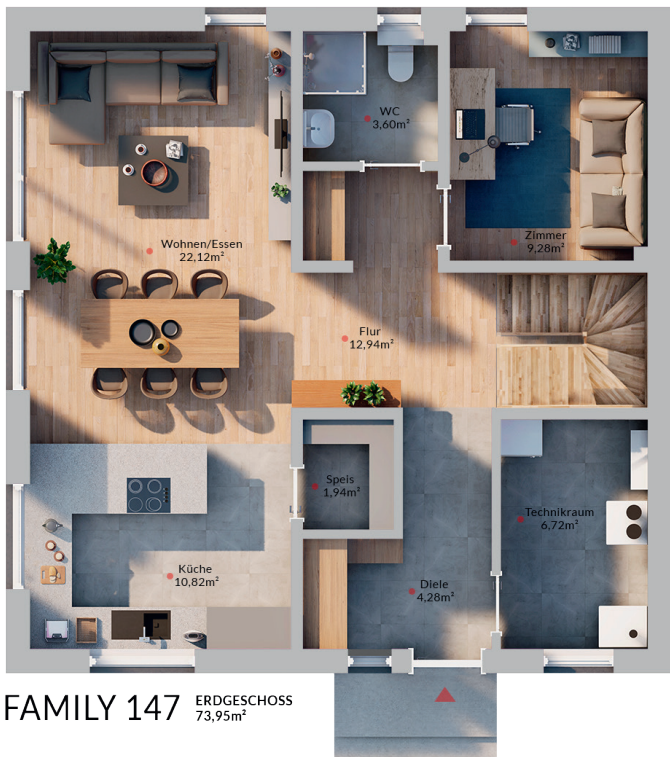 WC
3,60m²
Zimmer
9,28m²
Wohnen/Essen
22,12m²
Flur
12,94m²
Speis
1,94m²
Technikraum
6,72m²
Küche
10,82m²
Diele
4,28m²
FAMILY 147
ERDGESCHOSS
73,95m²